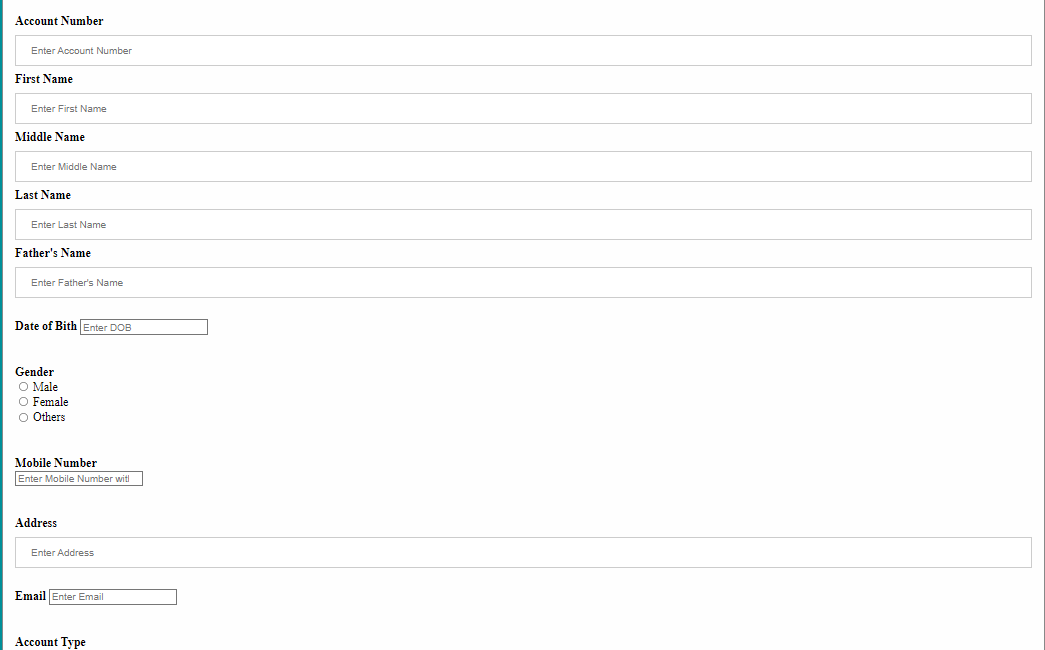 Account Number
Enter Account Number
First Name
Enter First Name
Middle Name
Enter Middle Name
Last Name
Enter Last Name
Father's Name
Enter Father's Name
Date of Bith Enter DOB
Gender
Male
Female
Others
Mobile Number
Enter Mobile Number witl
Address
Enter Address
Email Enter Email
Account Type